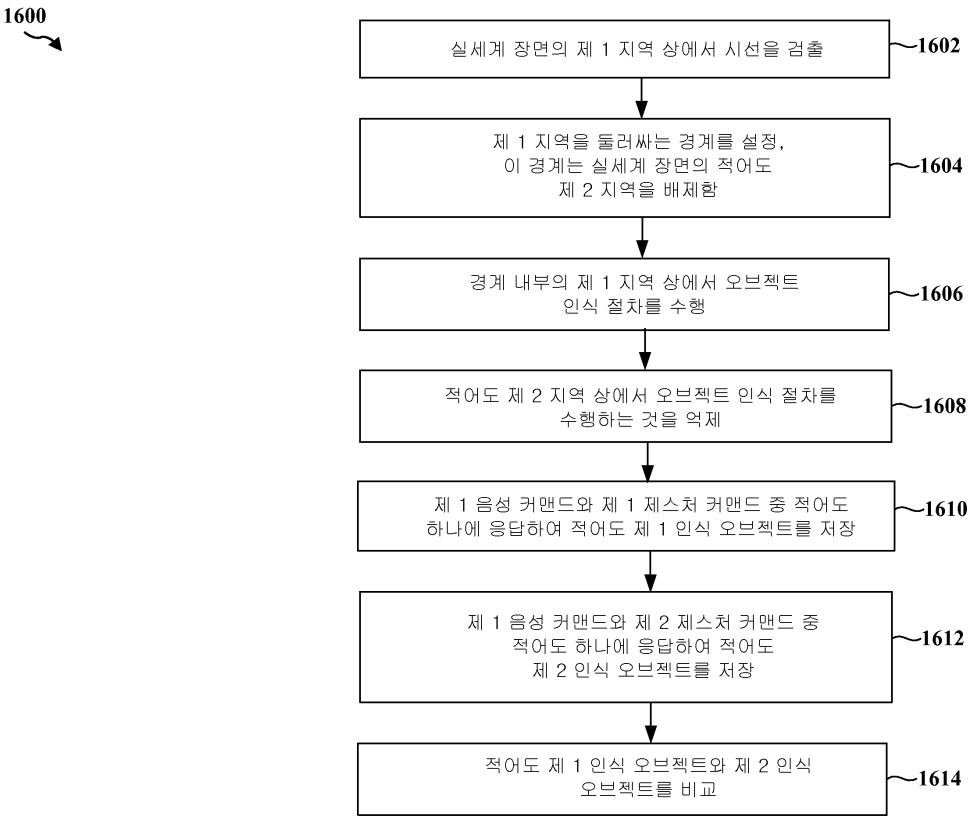 1600
실세계 장면의 제 1 지역 상에서 시선을 검출
1602
제 1 지역을 둘러싸는 경계를 설정,
이 경계는 실세계 장면의 적어도
제 2 지역을 배제함
1604
경계 내부의 제 1 지역 상에서 오브젝트
인식 절차를 수행
1606
적어도 제 2 지역 상에서 오브젝트 인식 절차를
수행하는 것을 억제
1608
제 1 음성 커맨드와 제 1 제스처 커맨드 중 적어도
하나에 응답하여 적어도 제 1 인식 오브젝트를 저장
1610
제 1 음성 커맨드와 제 2 제스처 커맨드 중
적어도 하나에 응답하여 적어도
제 2 인식 오브젝트를 저장
1612
적어도 제 1 인식 오브젝트와 제 2 인식
오브젝트를 비교
1614